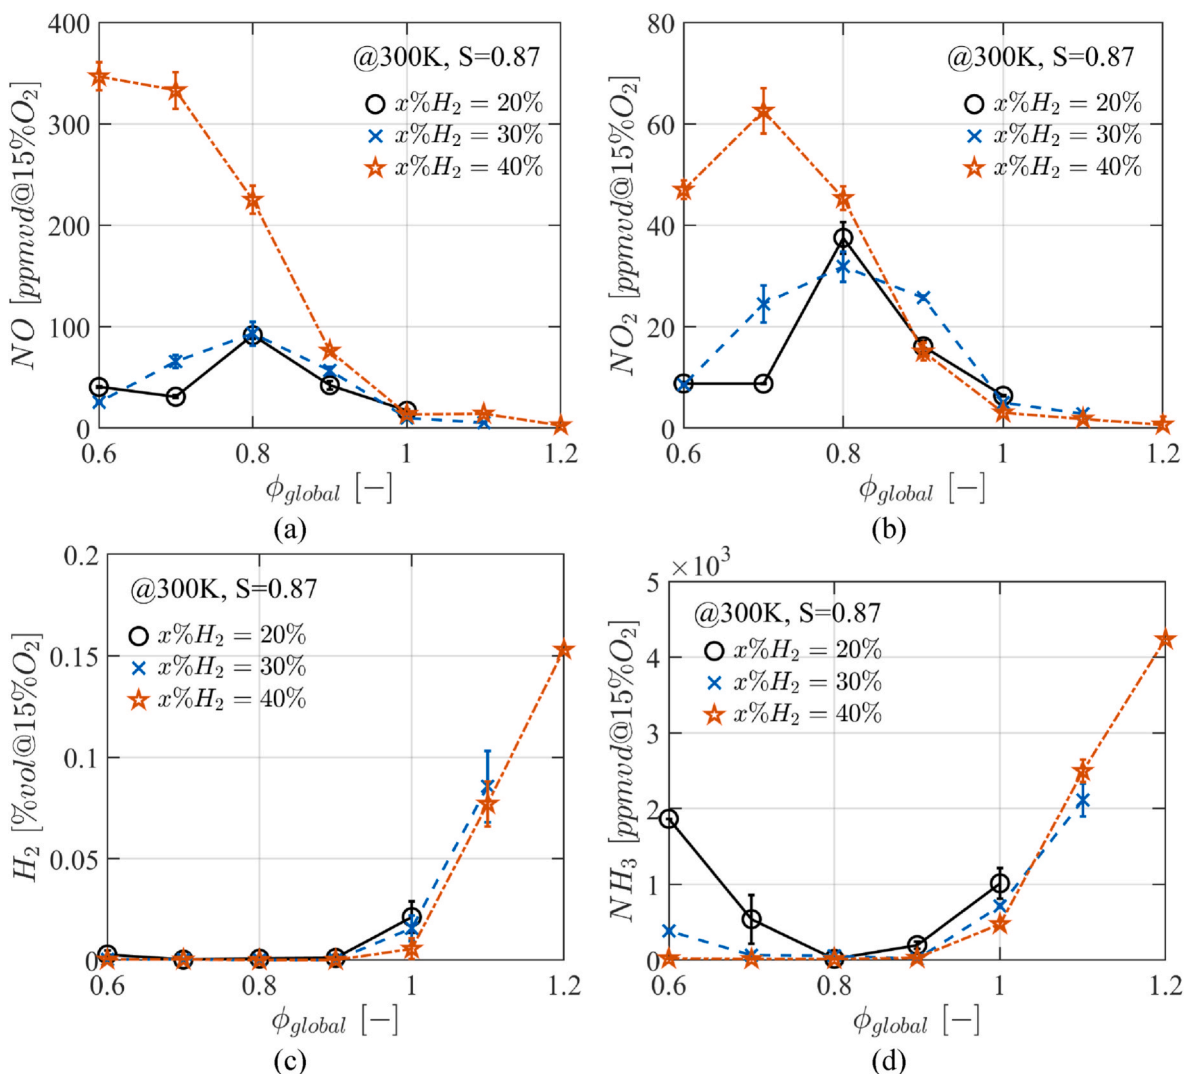 400
300
200
100
0
NO [ppmvd@15%O₂]
@300K, S=0.87
x%H₂ = 20%
x%H₂ = 30%
x%H₂ = 40%
0.6 0.8 1 1.2
ϕglobal [−]
(a)
80
60
40
20
0
NO₂ [ppmvd@15%O₂]
@300K, S=0.87
x%H₂ = 20%
x%H₂ = 30%
x%H₂ = 40%
0.6 0.8 1 1.2
ϕglobal [−]
(b)
0.2
0.15
0.1
0.05
0
H₂ [%vol@15%O₂]
@300K, S=0.87
x%H₂ = 20%
x%H₂ = 30%
x%H₂ = 40%
0.6 0.8 1 1.2
ϕglobal [−]
(c)
×10³
5
4
3
2
1
0
NH₃ [ppmvd@15%O₂]
@300K, S=0.87
x%H₂ = 20%
x%H₂ = 30%
x%H₂ = 40%
0.6 0.8 1 1.2
ϕglobal [−]
(d)